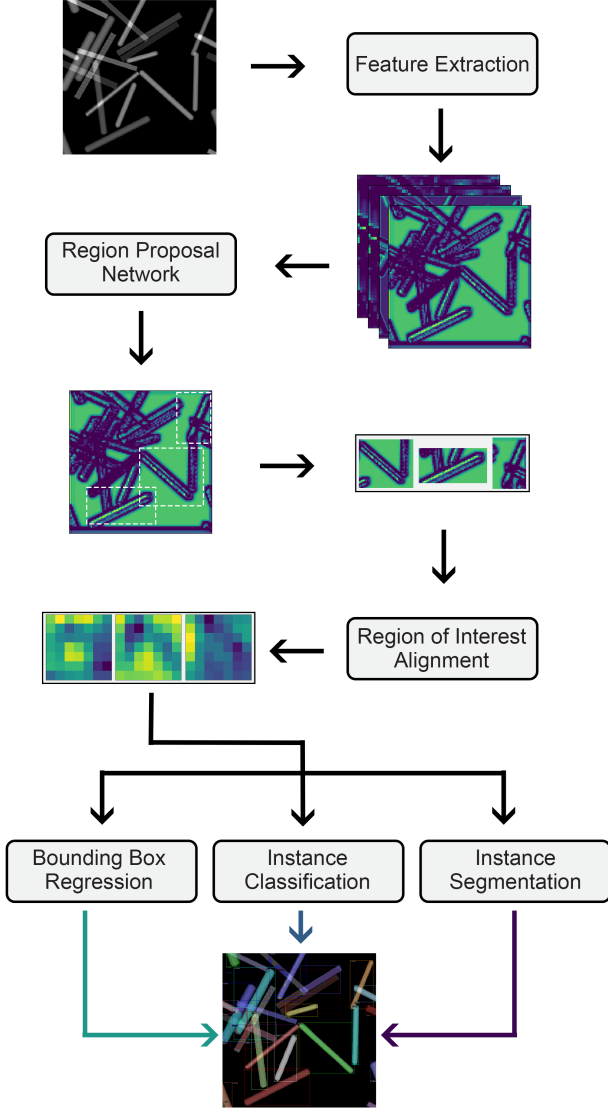 Feature Extraction
Region Proposal
Network
Region of Interest
Alignment
Bounding Box
Regression
Instance
Classification
Instance
Segmentation